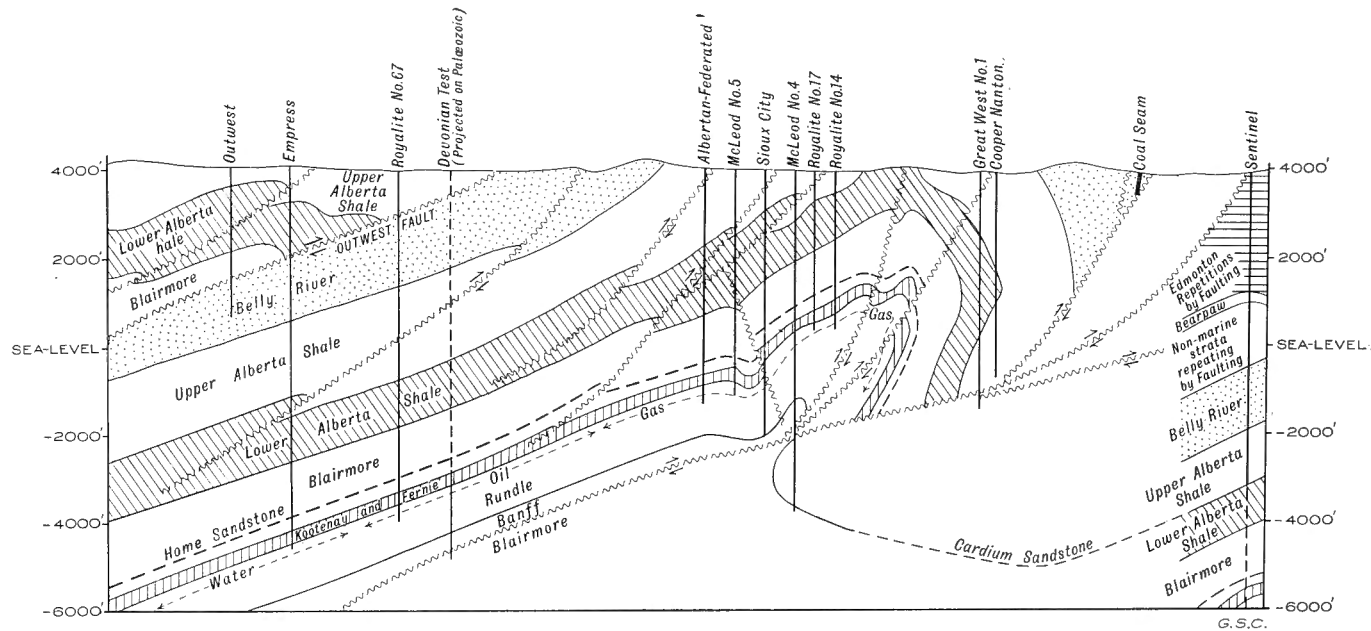 Outwest
Empress
Royalite No.67
Devonian Test
(Projected on Palæozoic)
Albertan-Federated'
McLeod No.5
Sioux City
McLeod No.4
Royalite No.17
Royalite No.14
Great West No.1
Cooper Nanton..
Coal Seam
Sentinel
4000'
2000'
SEA-LEVEL
-2000'
-4000'
-6000'
Upper
Alberta
Shale
Lower Alberta
hale
OUTWEST FAULT
Blairmore
Belly River
Upper Alberta Shale
Lower Alberta Shale
Blairmore
Home Sandstone
Kootenay and Fernie
Water
Oil
Gas
Rundle
Banff
Blairmore
Gas
Cardium Sandstone
Edmonton
Repetitions
by Faulting
Bearpaw
Non-marine
strata
repeating
by Faulting
Belly River
Upper Alberta
Shale
Lower Alberta
Shale
Blairmore
4000'
2000'
SEA-LEVEL
-2000'
-4000'
-6000'
G.S.C.